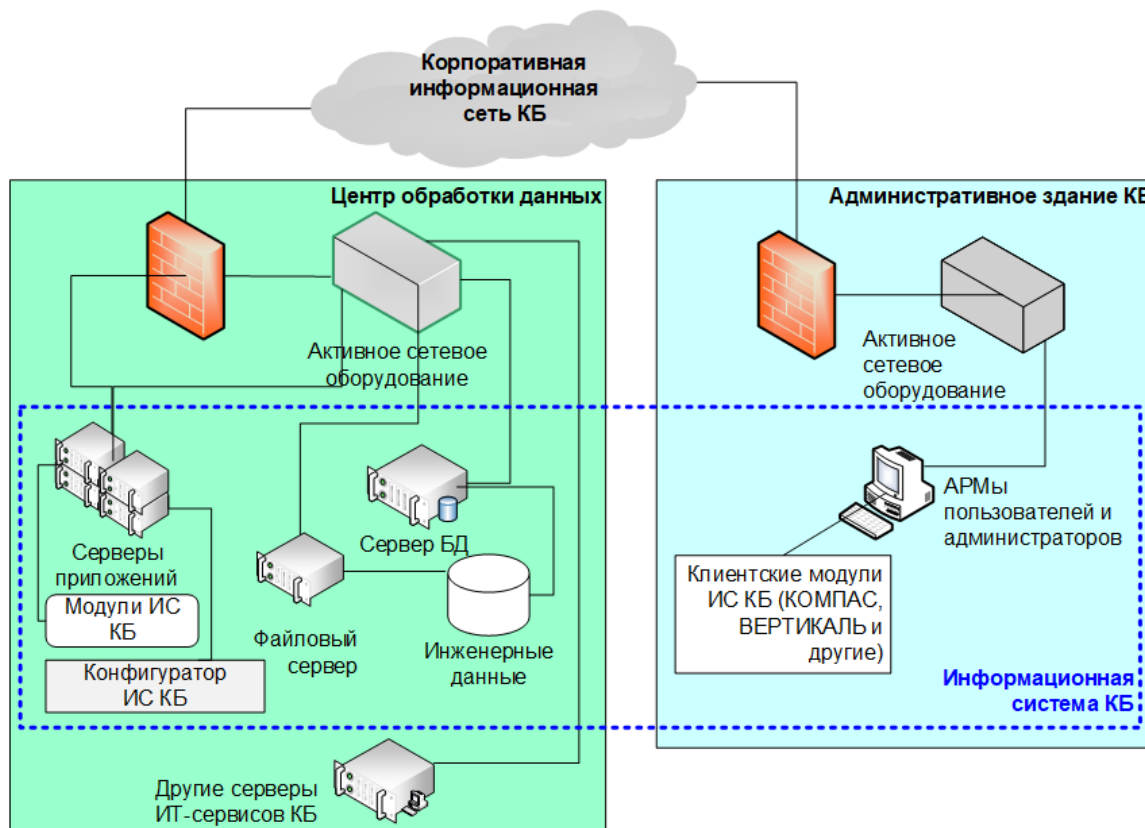 Корпоративная
информационная
сеть КБ
Центр обработки данных
Активное сетевое
оборудование
Серверы
приложений
Модули ИС
КБ
Конфигуратор
ИС КБ
Файловый
сервер
Сервер БД
Инженерные
данные
Другие серверы
ИТ-сервисов КБ
Административное здание КБ
Активное
сетевое
оборудование
АРМы
пользователей и
администраторов
Клиентские модули
ИС КБ (КОМПАС,
ВЕРТИКАЛЬ и
другие)
Информационная
система КБ